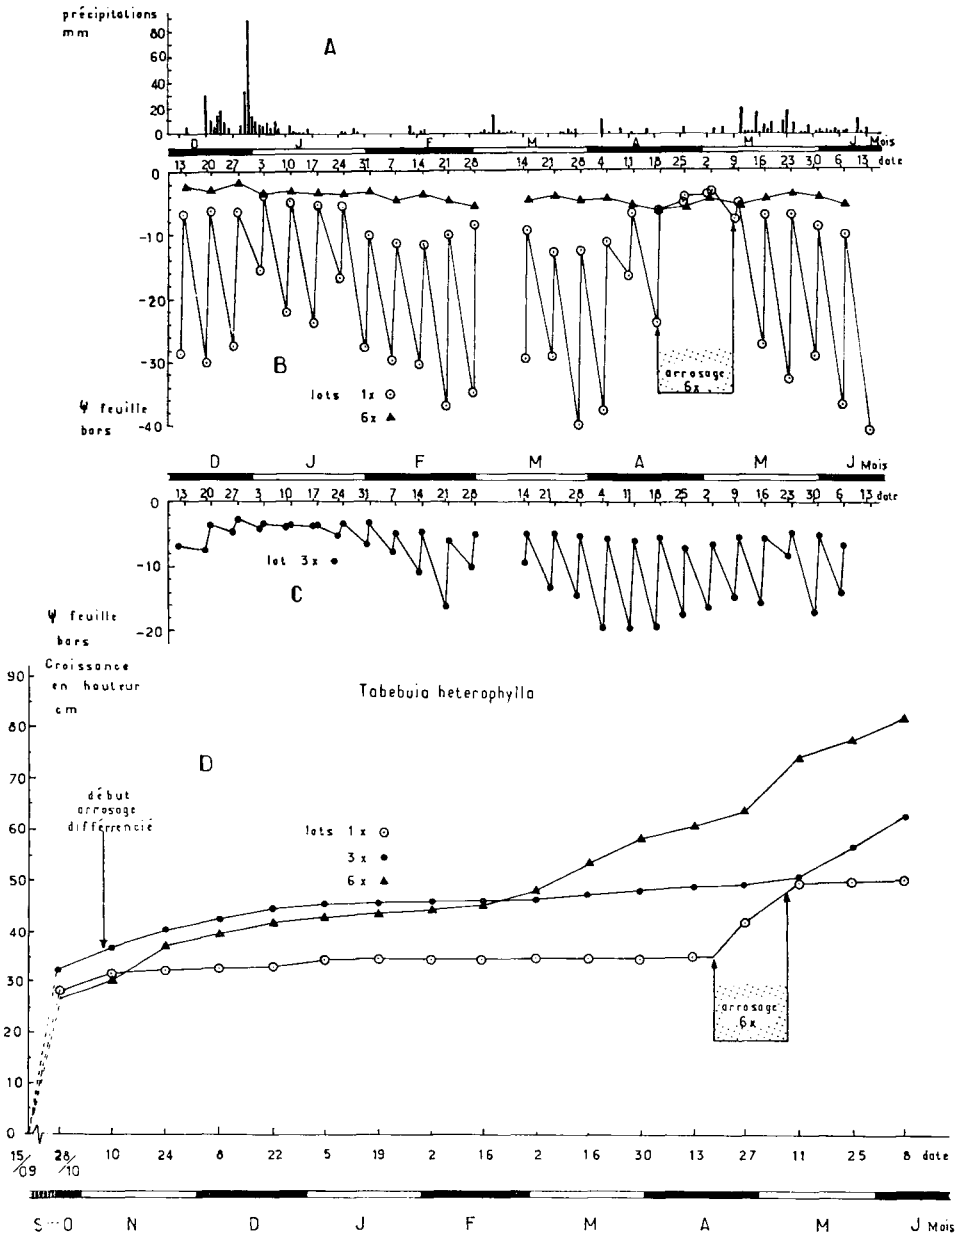 précipitations
mm
80
60
40
20
0
A
D J F M A M J Mois
13 20 27 3 10 17 24 31 7 14 21 28 14 21 28 4 11 18 25 2 9 16 23 30 6 13 date
0
-10
-20
-30
-40
B
lots 1x
6x
arrosage
6x
Ψ feuille
bars
D J F M A M J Mois
13 20 27 3 10 17 24 31 7 14 21 28 14 21 28 4 11 18 25 2 9 16 23 30 6 13 date
0
-10
-20
lot 3x
C
Ψ feuille
bars
Croissance
en hauteur
cm
Tabebuia heterophylla
90
80
70
60
50
40
30
20
10
0
D
début
arrosage
différencié
lots 1x
3x
6x
arrosage
6x
15/09 28/10 10 24 8 22 5 19 2 16 2 16 30 13 27 11 25 8 date
S O N D J F M A M J Mois